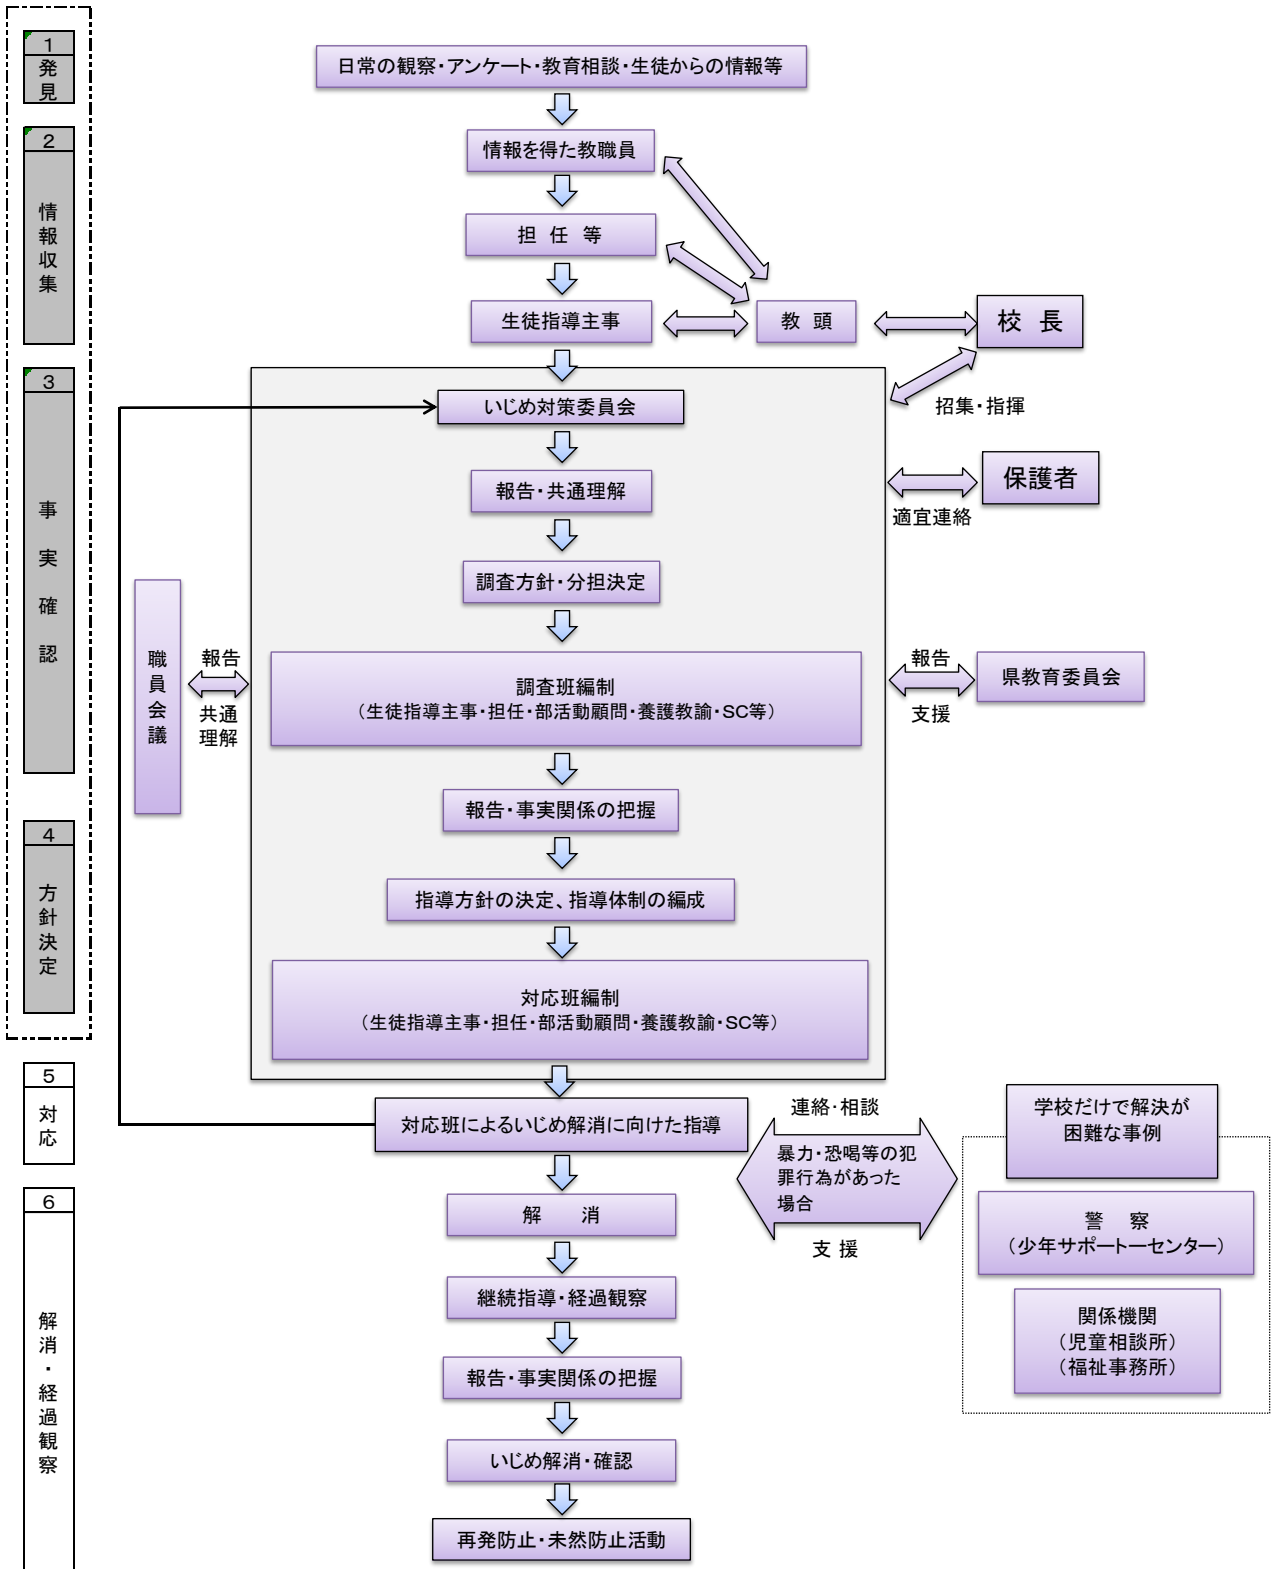 1
発見
2
情報収集
3
事実確認
4
方針決定
5
対応
6
解消・経過観察
日常の観察・アンケート・教育相談・生徒からの情報等
情報を得た教職員
担 任 等
生徒指導主事
教 頭
校 長
招集・指揮
いじめ対策委員会
報告・共通理解
保護者
適宜連絡
調査方針・分担決定
職員会議
報告
共通
理解
調査班編制
（生徒指導主事・担任・部活動顧問・養護教諭・SC等）
報告
支援
県教育委員会
報告・事実関係の把握
指導方針の決定、指導体制の編成
対応班編制
（生徒指導主事・担任・部活動顧問・養護教諭・SC等）
対応班によるいじめ解消に向けた指導
連絡・相談
暴力・恐喝等の犯
罪行為があった
場合
支 援
学校だけで解決が
困難な事例
警 察
（少年サポートーセンター）
関係機関
（児童相談所）
（福祉事務所）
解 消
継続指導・経過観察
報告・事実関係の把握
いじめ解消・確認
再発防止・未然防止活動